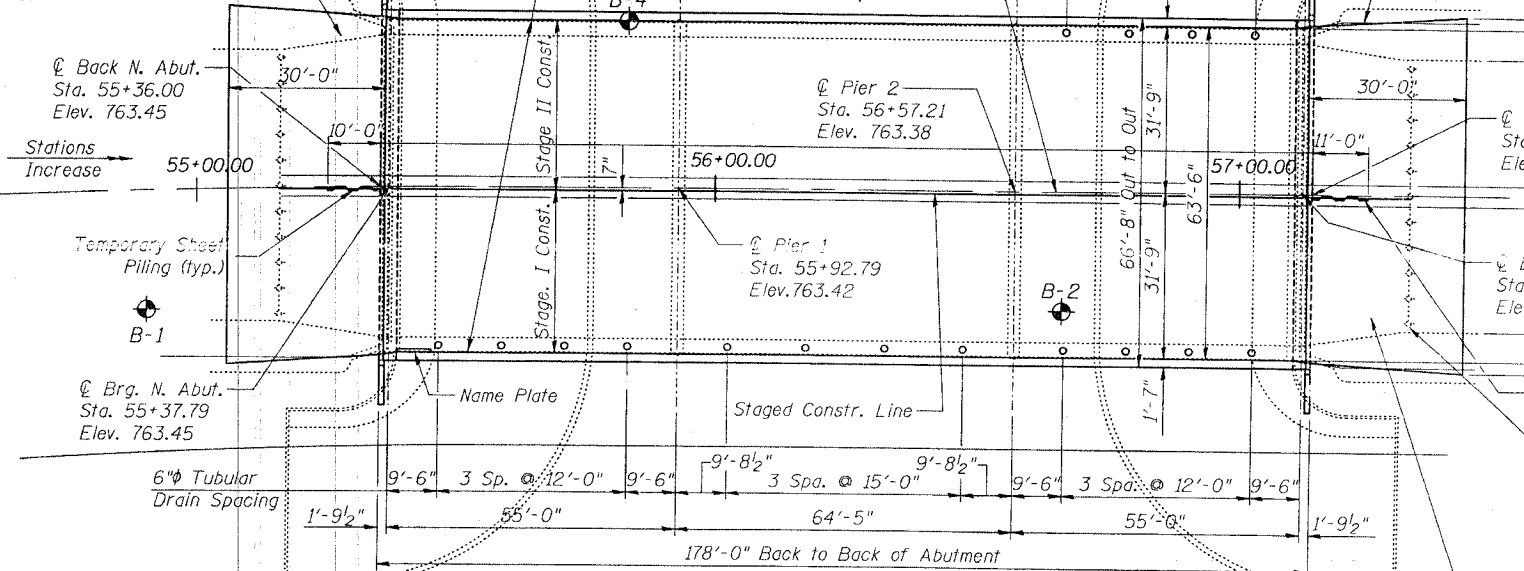 B-4
℄ Back N. Abut.
Sta. 55+36.00
Elev. 763.45
30'-0"
Stage II Const.
℄ Pier 2
Sta. 56+57.21
Elev. 763.38
66'-8" Out to Out
31'-9"
63'-6"
30'-0"
℄
Sta
Ele
Stations
Increase
55+00.00
10'-0"
7"
56+00.00
57+00.00
11'-0"
Temporary Sheet
Piling (typ.)
Stage. I Const.
℄ Pier 1
Sta. 55+92.79
Elev.763.42
31'-9"
℄
Sta
Ele
B-1
B-2
℄ Brg. N. Abut.
Sta. 55+37.79
Elev. 763.45
Name Plate
Staged Constr. Line
1'-7"
6"φ Tubular
Drain Spacing
9'-6"
3 Sp. @ 12'-0"
9'-6"
9'-8½"
3 Spa. @ 15'-0"
9'-8½"
9'-6"
3 Spa. @ 12'-0"
9'-6"
1'-9½"
55'-0"
64'-5"
55'-0"
1'-9½"
178'-0" Back to Back of Abutment